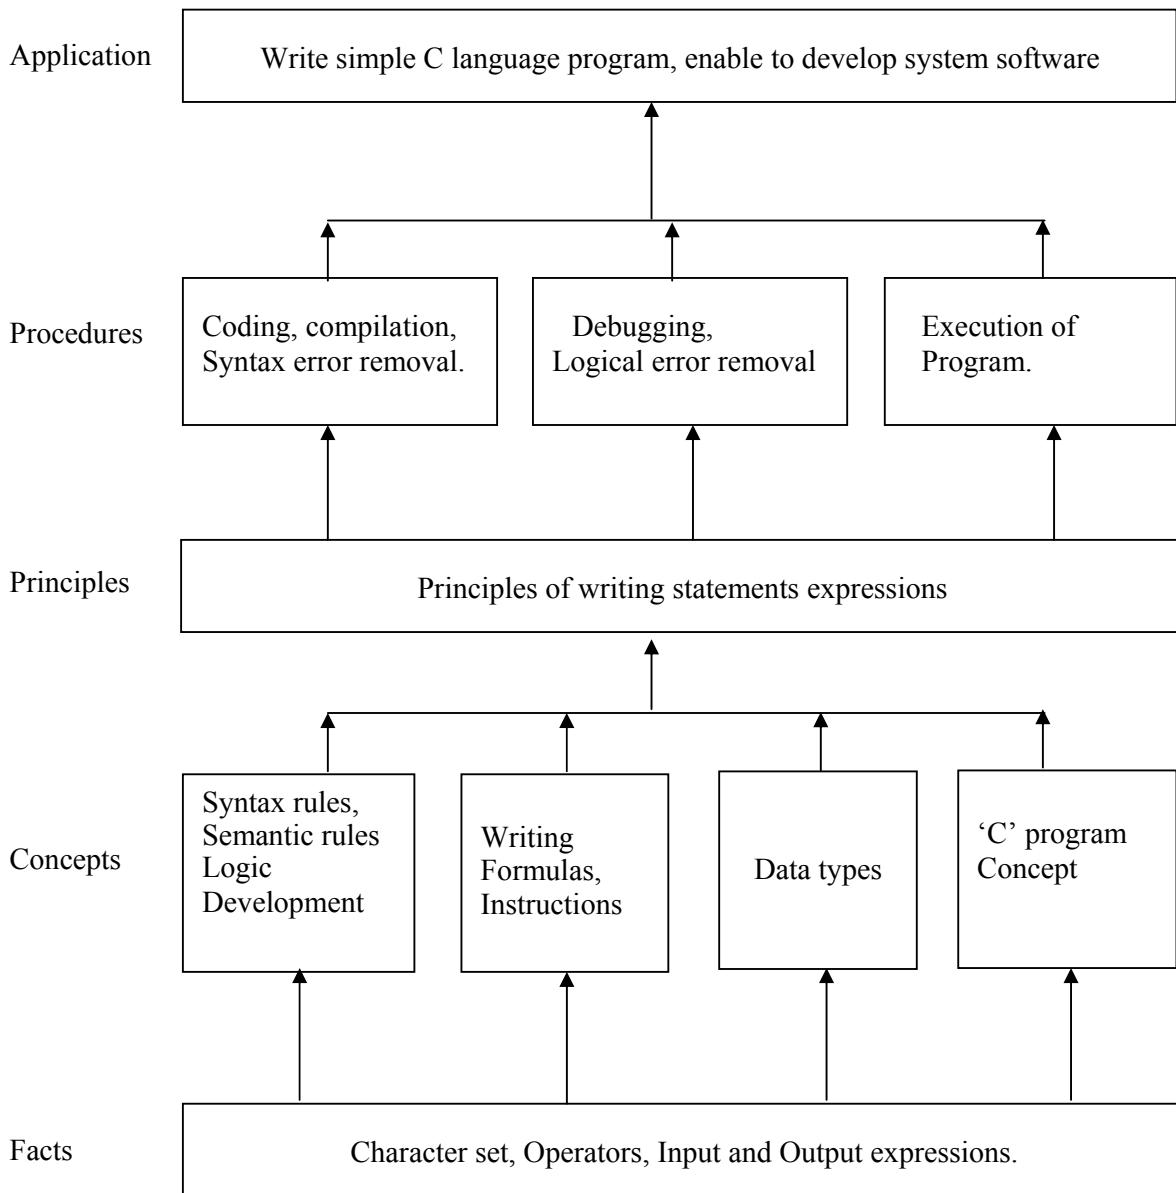 Application
Write simple C language program, enable to develop system software
Procedures
Coding, compilation,
Syntax error removal.
Debugging,
Logical error removal
Execution of
Program.
Principles
Principles of writing statements expressions
Concepts
Syntax rules,
Semantic rules
Logic
Development
Writing
Formulas,
Instructions
Data types
‘C’ program
Concept
Facts
Character set, Operators, Input and Output expressions.